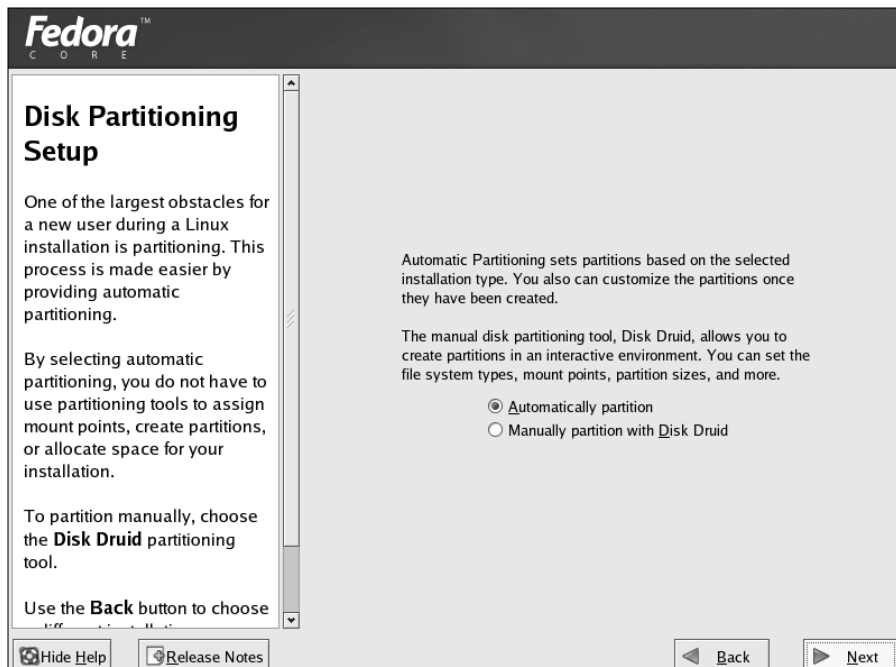 Fedora™
CORE
Disk Partitioning
Setup
One of the largest obstacles for
a new user during a Linux
installation is partitioning. This
process is made easier by
providing automatic
partitioning.
By selecting automatic
partitioning, you do not have to
use partitioning tools to assign
mount points, create partitions,
or allocate space for your
installation.
To partition manually, choose
the Disk Druid partitioning
tool.
Use the Back button to choose
Automatic Partitioning sets partitions based on the selected
installation type. You also can customize the partitions once
they have been created.
The manual disk partitioning tool, Disk Druid, allows you to
create partitions in an interactive environment. You can set the
file system types, mount points, partition sizes, and more.
Automatically partition
Manually partition with Disk Druid
Hide Help
Release Notes
Back
Next